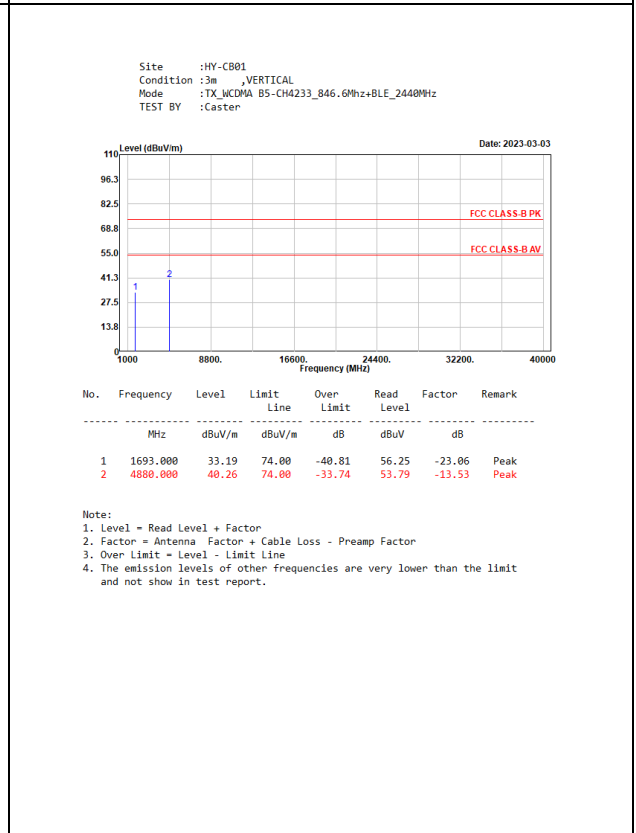 Site      :HY-CB01
Condition :3m   ,VERTICAL
Mode      :TX_WCDMA B5-CH4233_846.6Mhz+BLE_2440MHz
TEST BY   :Caster
Level (dBuV/m)
Date: 2023-03-03
110
96.3
82.5
FCC CLASS-B PK
68.8
55.0
FCC CLASS-B AV
41.3
2
1
27.5
13.8
0
1000 8800. 16600. 24400. 32200. 40000
Frequency (MHz)
No. Frequency Level Limit Over Read Factor Remark
Line Limit Level
------ ----------- -------- --------- -------- -------- -------- ---------
MHz dBuV/m dBuV/m dB dBuV dB
1 1693.000 33.19 74.00 -40.81 56.25 -23.06 Peak
2 4880.000 40.26 74.00 -33.74 53.79 -13.53 Peak
Note:
1. Level = Read Level + Factor
2. Factor = Antenna  Factor + Cable Loss - Preamp Factor
3. Over Limit = Level - Limit Line
4. The emission levels of other frequencies are very lower than the limit
and not show in test report.